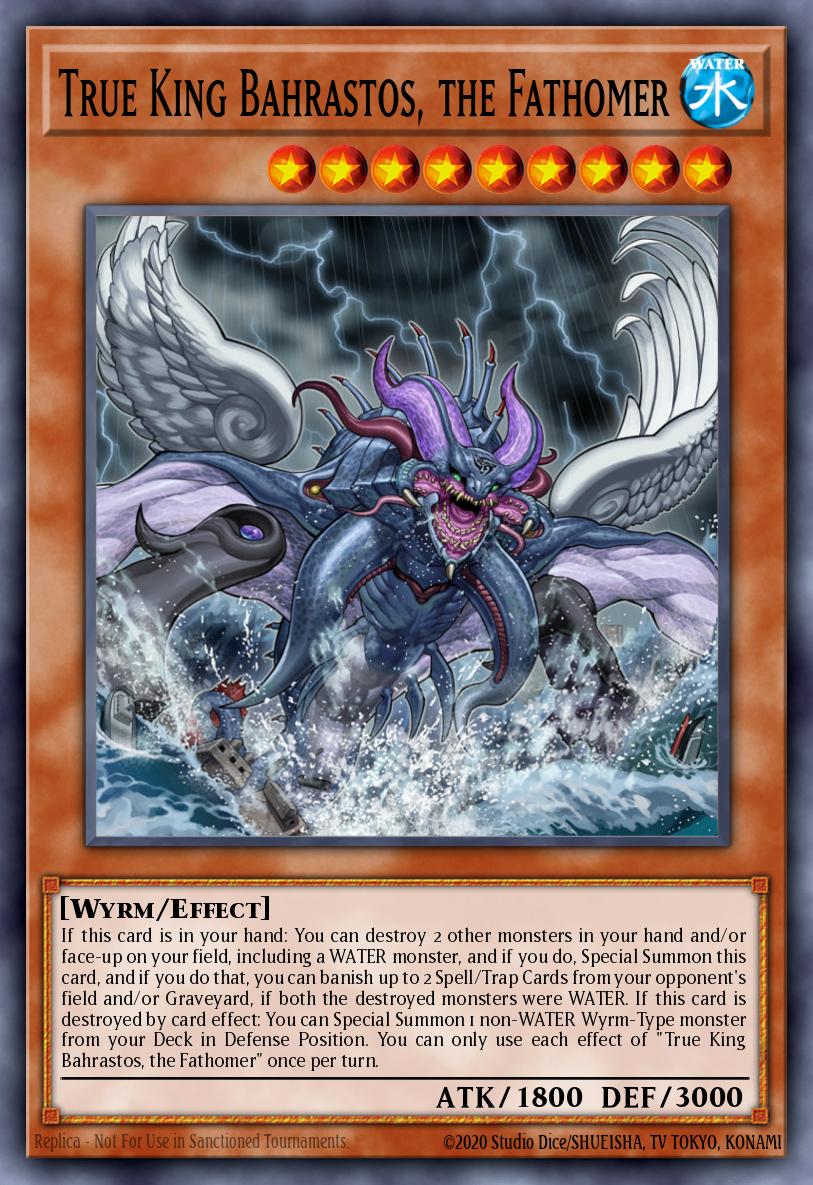 True King Bahrastos, the Fathomer
WATER
水
[Wyrm/Effect]
If this card is in your hand: You can destroy 2 other monsters in your hand and/or
face-up on your field, including a WATER monster, and if you do, Special Summon this
card, and if you do that, you can banish up to 2 Spell/Trap Cards from your opponent's
field and/or Graveyard, if both the destroyed monsters were WATER. If this card is
destroyed by card effect: You can Special Summon 1 non-WATER Wyrm-Type monster
from your Deck in Defense Position. You can only use each effect of "True King
Bahrastos, the Fathomer" once per turn.
ATK/1800 DEF/3000
Replica - Not For Use in Sanctioned Tournaments.
©2020 Studio Dice/SHUEISHA, TV TOKYO, KONAMI